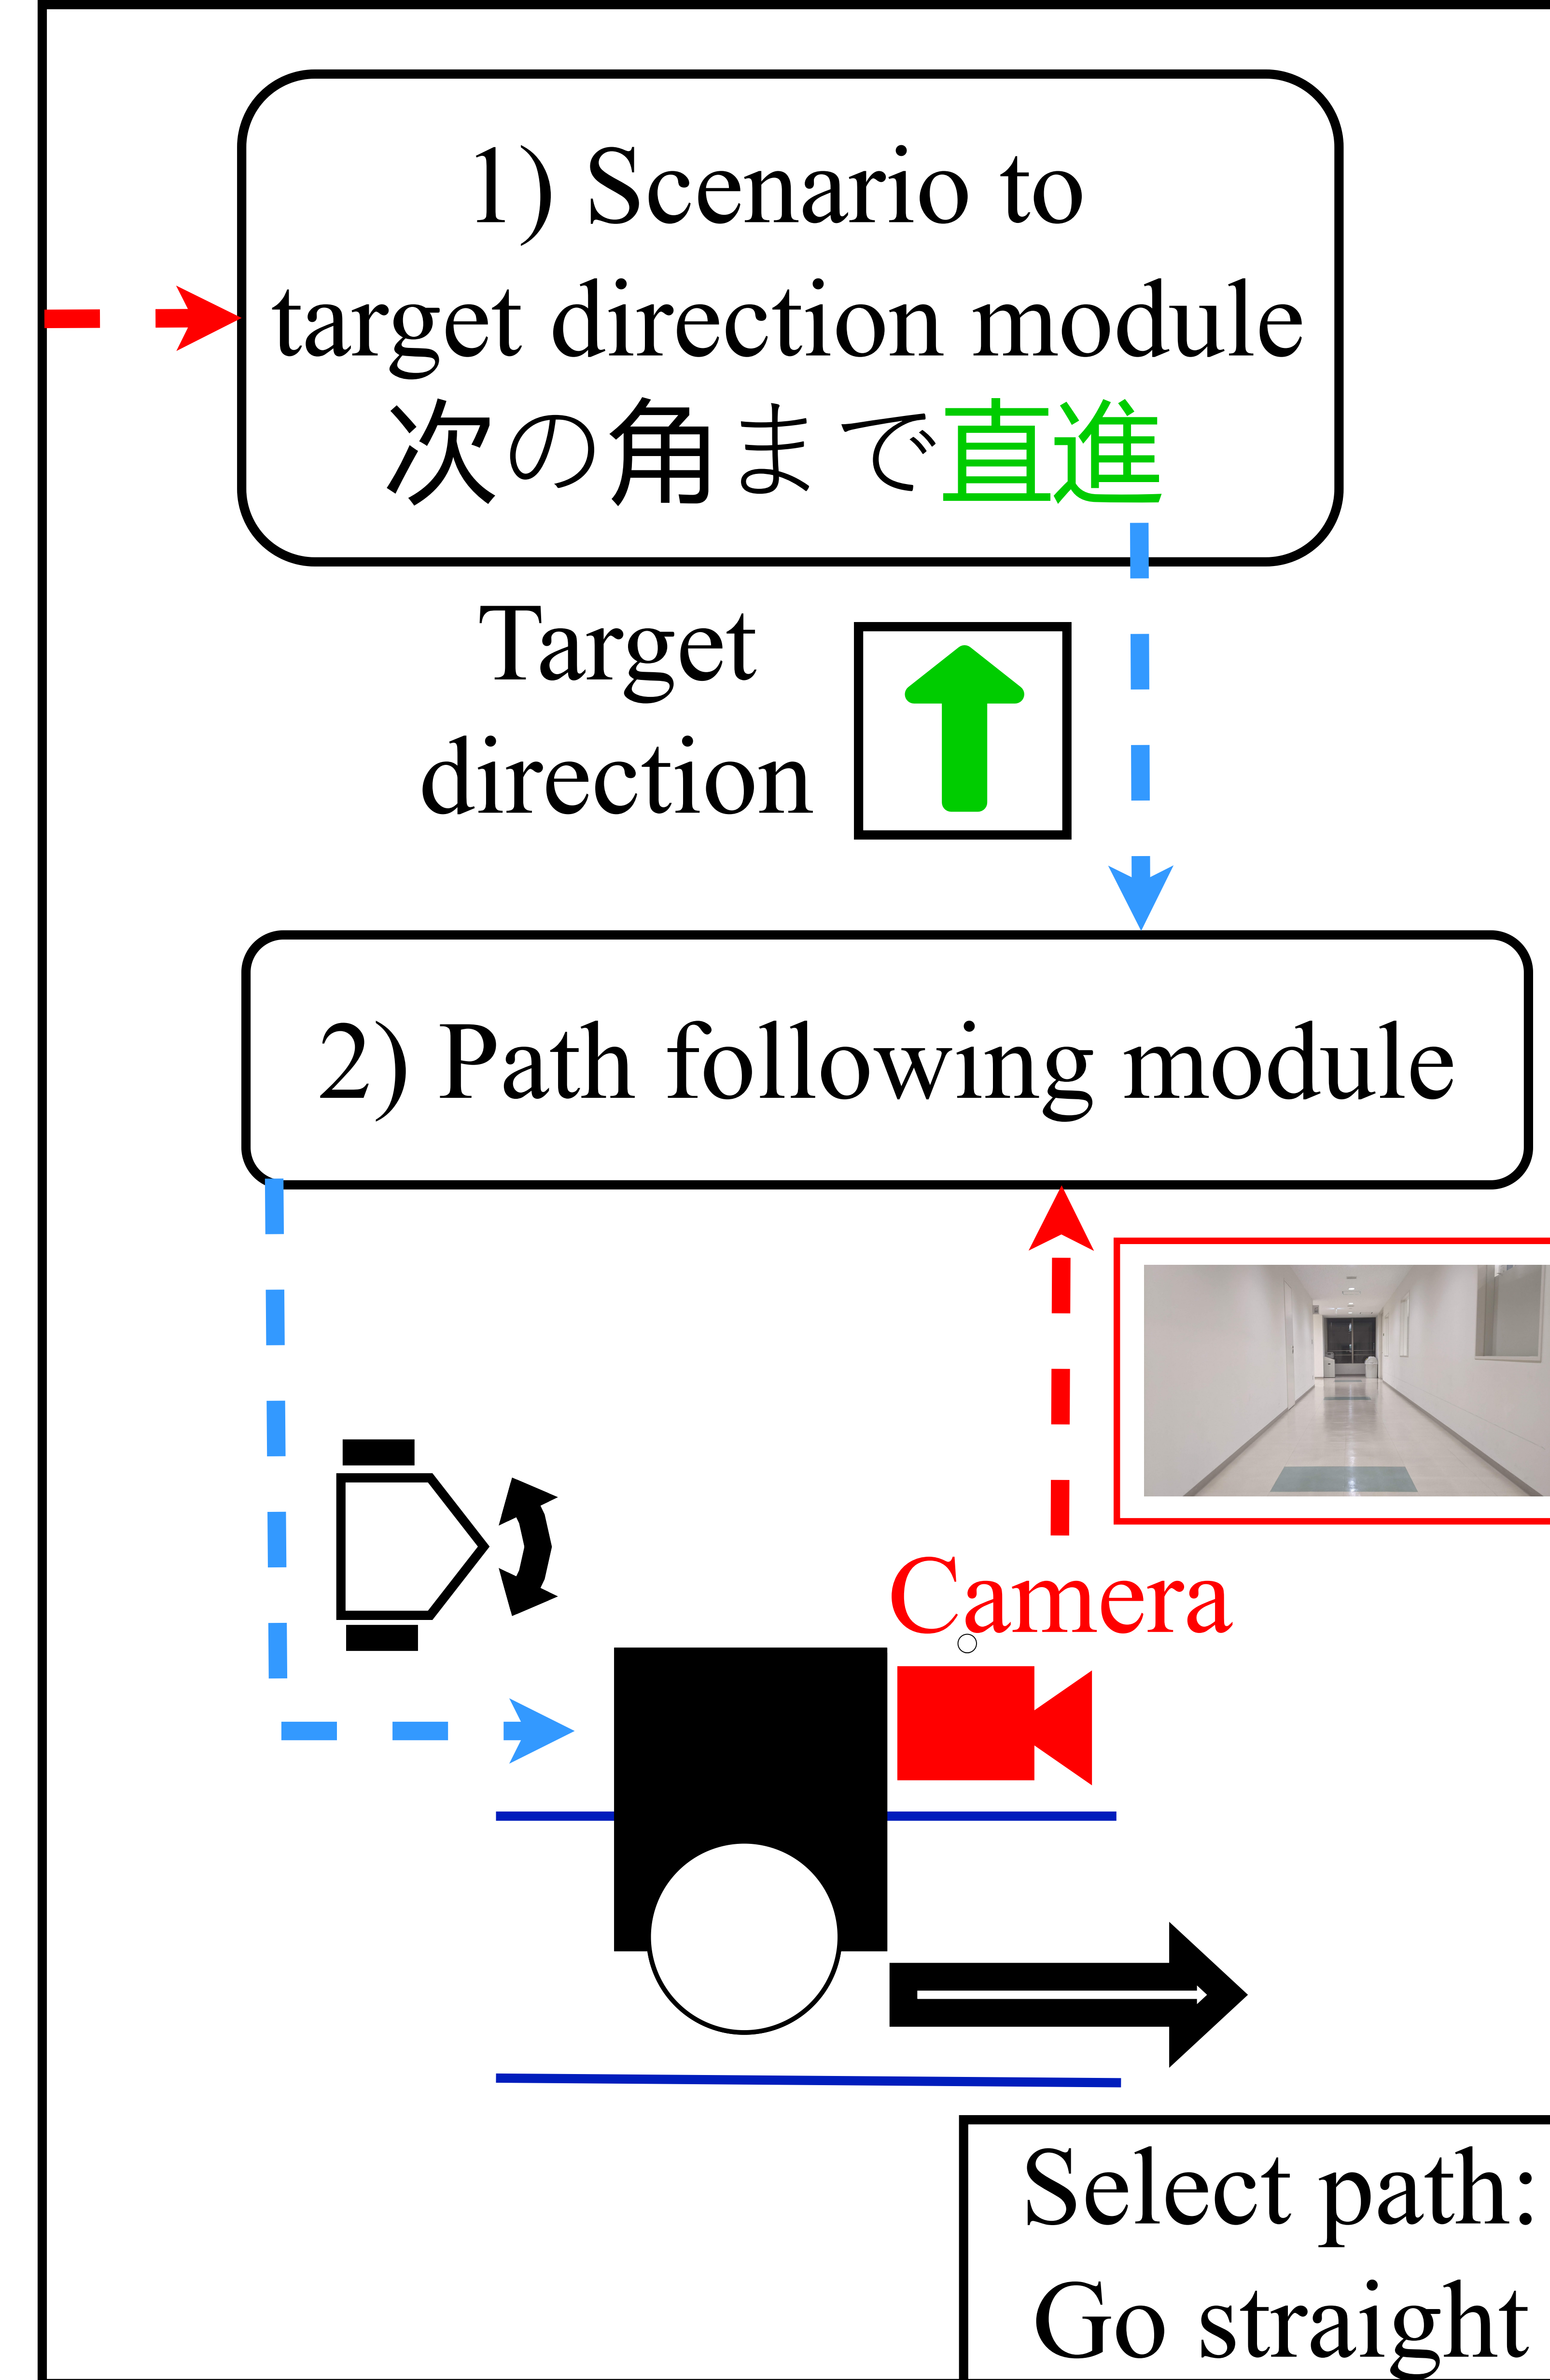 1) Scenario to
target direction module
次の角まで直進
Target
direction
2) Path following module
Camera
Select path:
Go straight